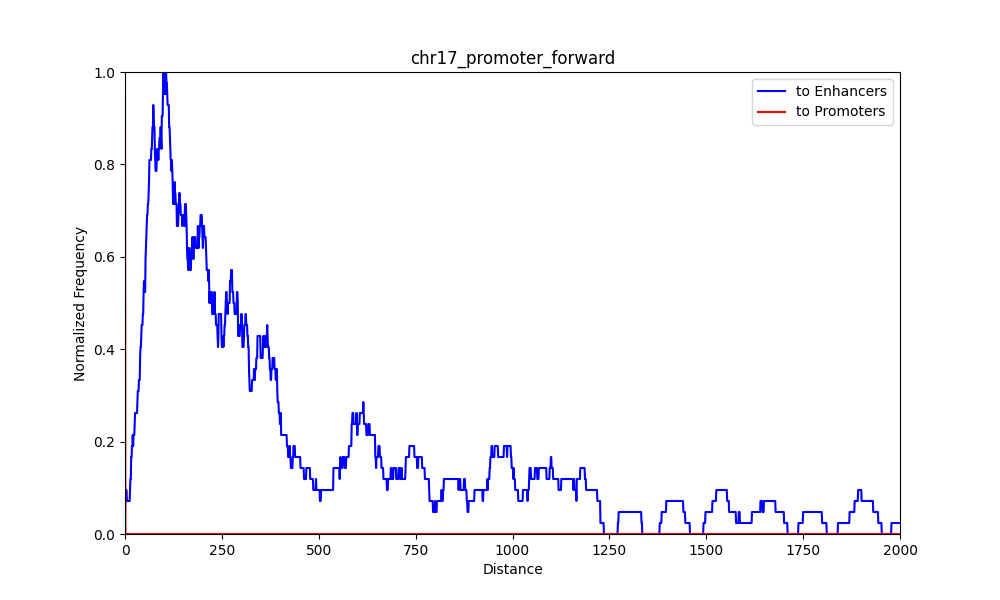 chr17_promoter_forward
to Enhancers
to Promoters
Normalized Frequency
1.0
0.8
0.6
0.4
0.2
0.0
0 250 500 750 1000 1250 1500 1750 2000
Distance